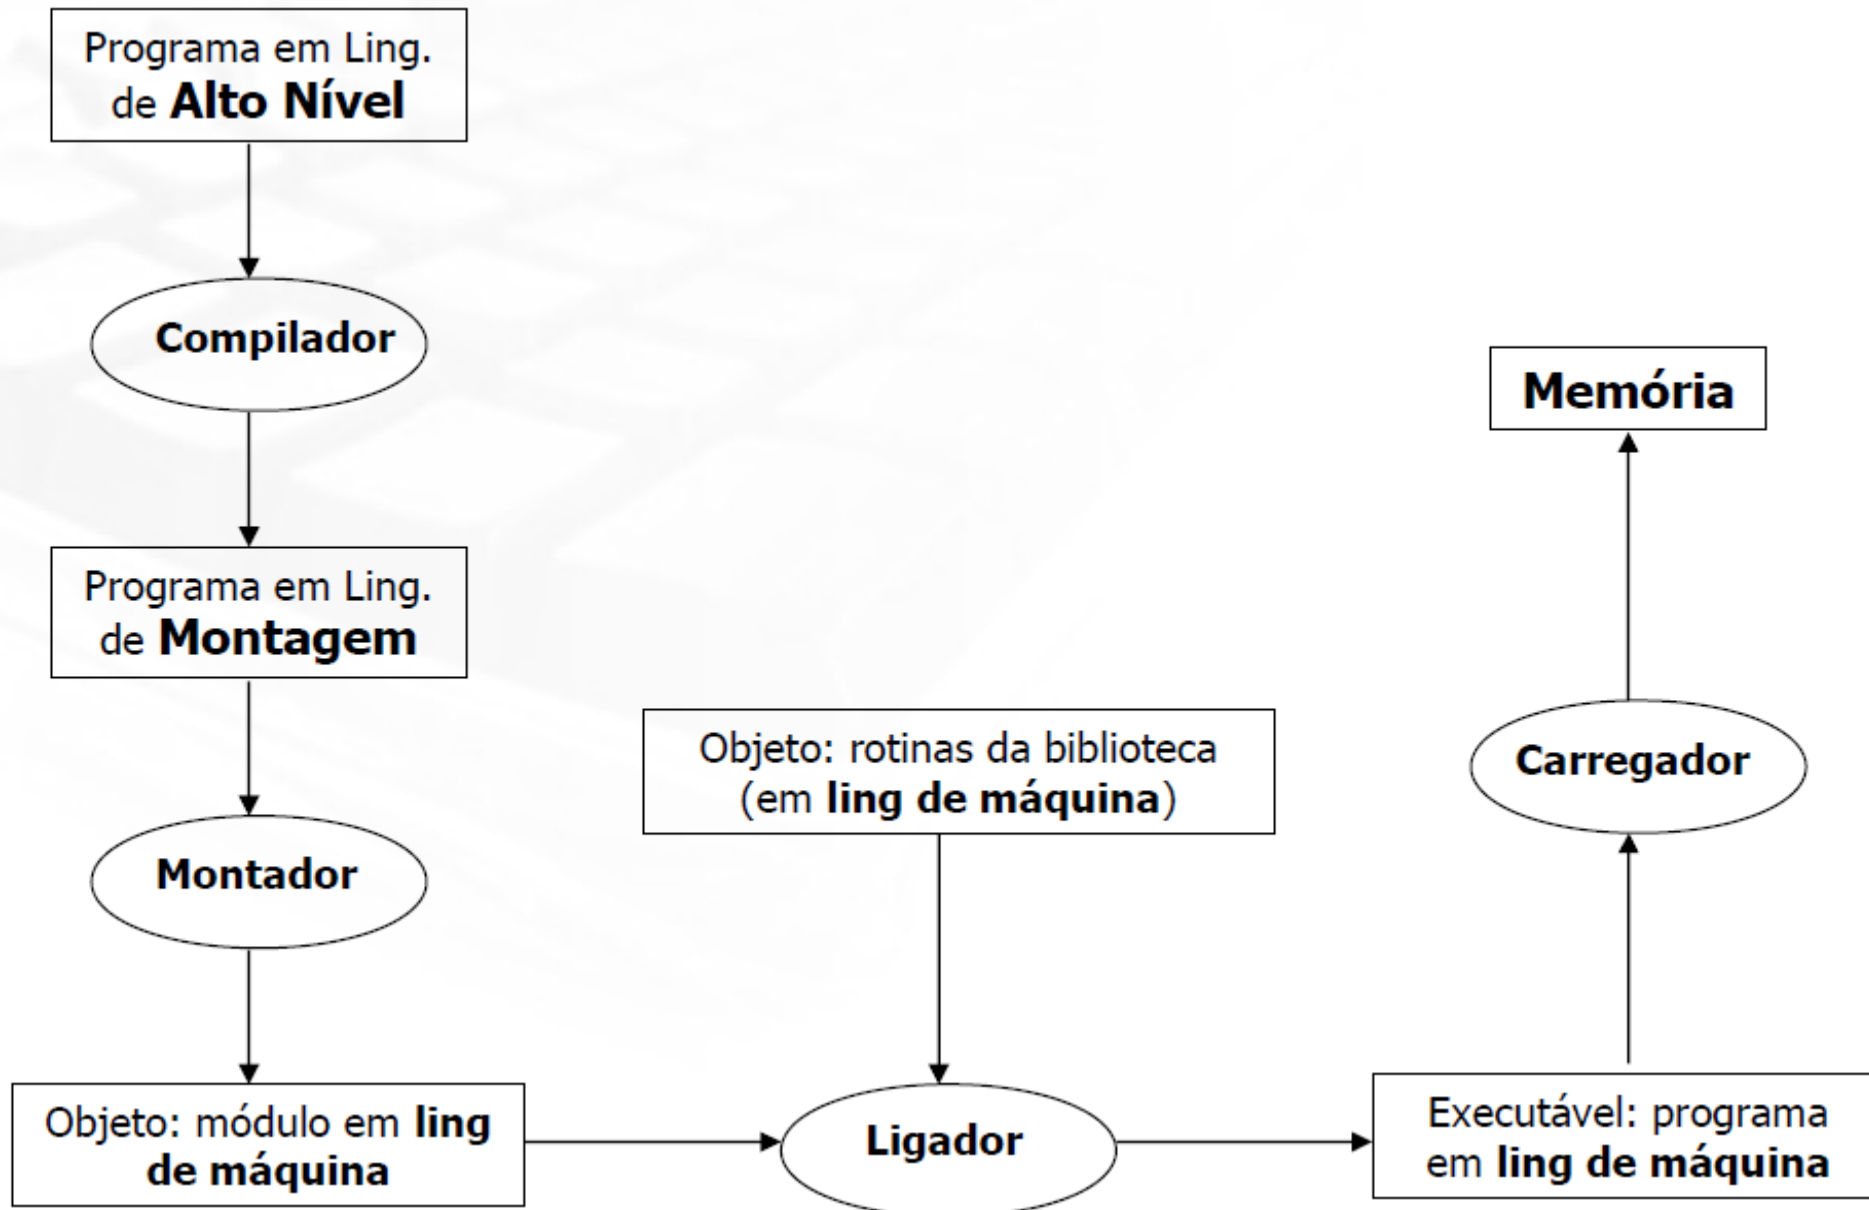 Programa em Ling.
de Alto Nível
Compilador
Programa em Ling.
de Montagem
Montador
Objeto: módulo em ling
de máquina
Objeto: rotinas da biblioteca
(em ling de máquina)
Ligador
Executável: programa
em ling de máquina
Carregador
Memória